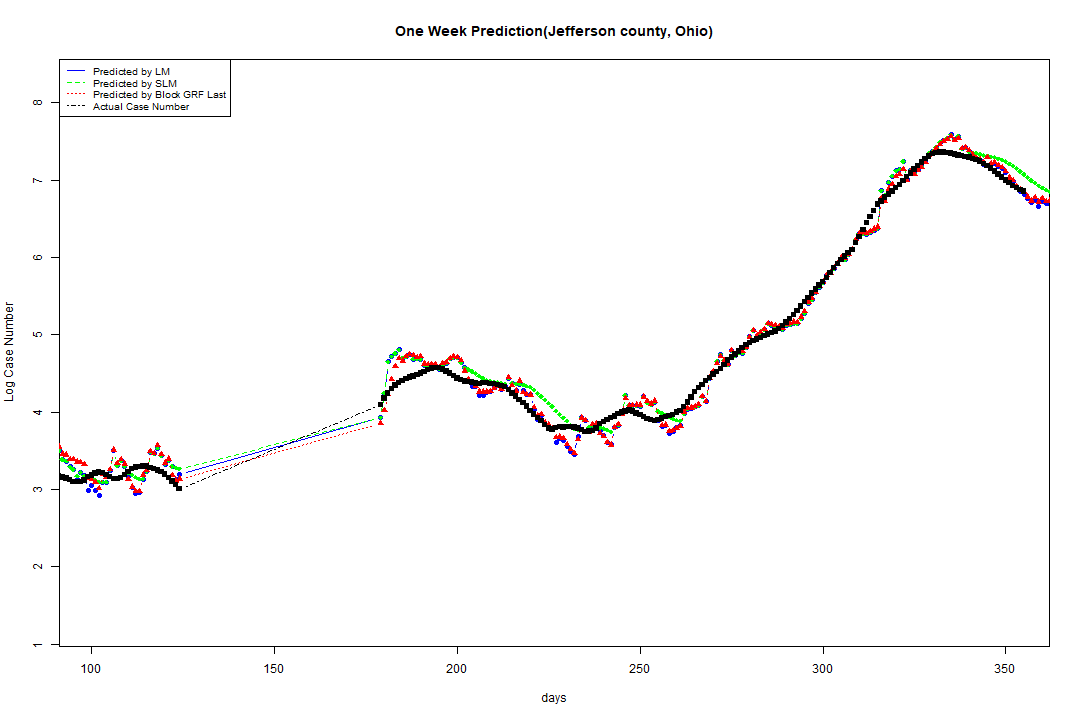 One Week Prediction(Jefferson county, Ohio)
Predicted by LM
Predicted by SLM
Predicted by Block GRF Last
Actual Case Number
Log Case Number
8
7
6
5
4
3
2
1
100 150 200 250 300 350
days